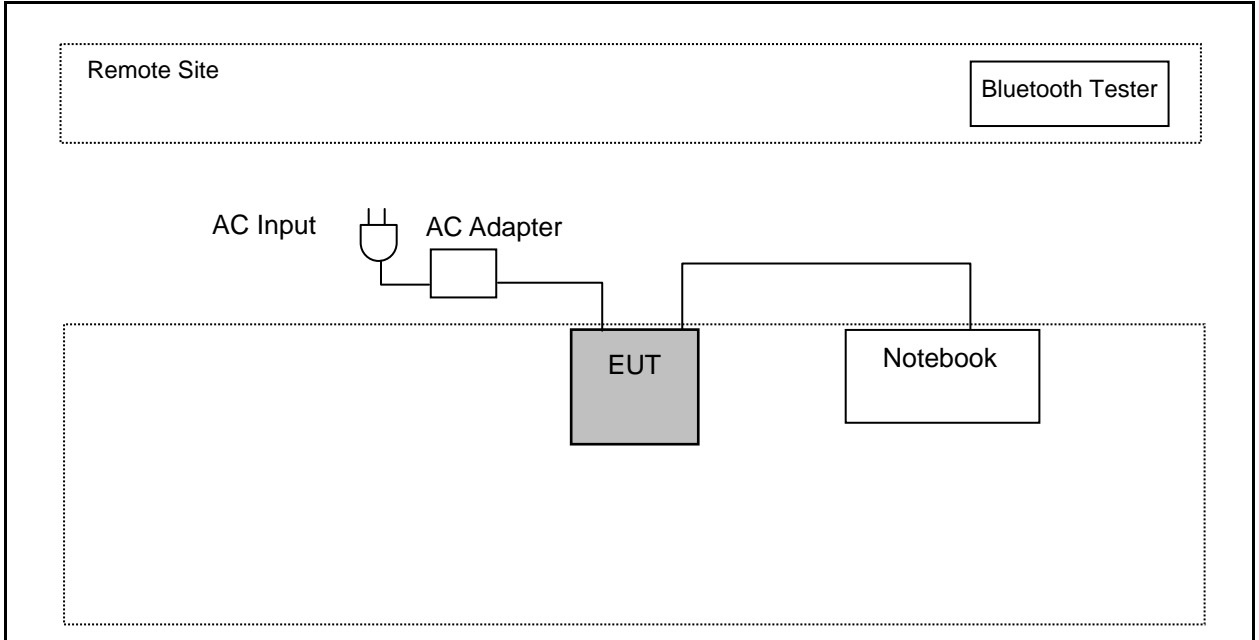 Remote Site
Bluetooth Tester
AC Input
AC Adapter
EUT
Notebook